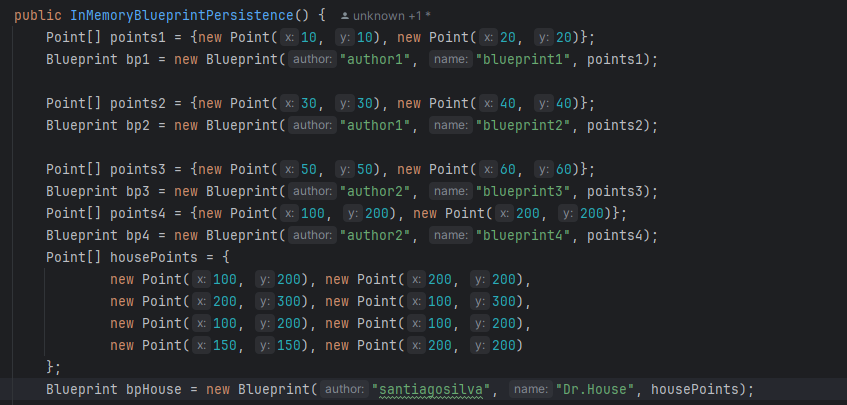 public InMemoryBlueprintPersistence() {  unknown +1 *
Point[] points1 = {new Point( x: 10,  y: 10), new Point( x: 20,  y: 20)};
Blueprint bp1 = new Blueprint( author: "author1",  name: "blueprint1", points1);
Point[] points2 = {new Point( x: 30,  y: 30), new Point( x: 40,  y: 40)};
Blueprint bp2 = new Blueprint( author: "author1",  name: "blueprint2", points2);
Point[] points3 = {new Point( x: 50,  y: 50), new Point( x: 60,  y: 60)};
Blueprint bp3 = new Blueprint( author: "author2",  name: "blueprint3", points3);
Point[] points4 = {new Point( x: 100,  y: 200), new Point( x: 200,  y: 200)};
Blueprint bp4 = new Blueprint( author: "author2",  name: "blueprint4", points4);
Point[] housePoints = {
new Point( x: 100,  y: 200), new Point( x: 200,  y: 200),
new Point( x: 200,  y: 300), new Point( x: 100,  y: 300),
new Point( x: 100,  y: 200), new Point( x: 100,  y: 200),
new Point( x: 150,  y: 150), new Point( x: 200,  y: 200)
};
Blueprint bpHouse = new Blueprint( author: "santiagosilva",  name: "Dr.House", housePoints);